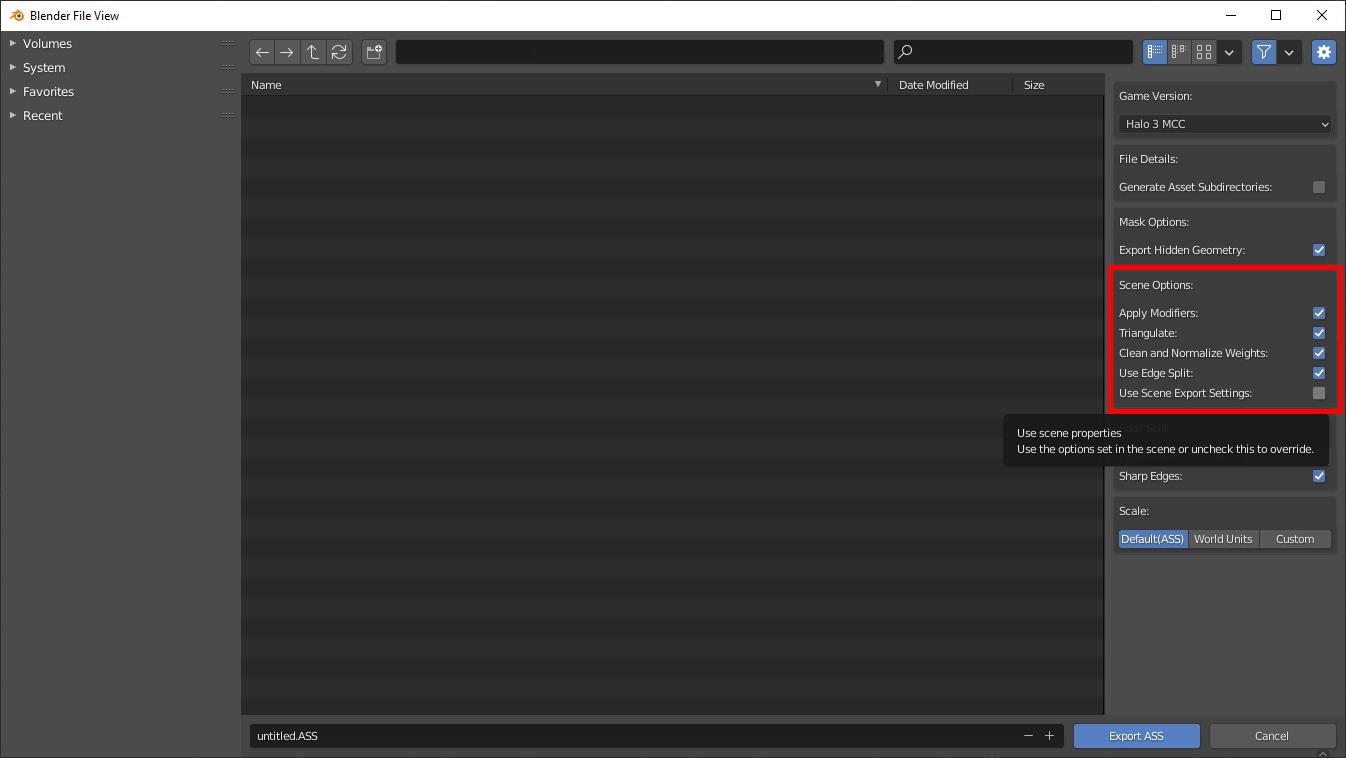 Blender File View
Volumes
System
Favorites
Recent
Name
Date Modified
Size
Game Version:
Halo 3 MCC
File Details:
Generate Asset Subdirectories:
Mask Options:
Export Hidden Geometry:
Scene Options:
Apply Modifiers:
Triangulate:
Clean and Normalize Weights:
Use Edge Split:
Use Scene Export Settings:
Edge Split:
Use scene properties
Use the options set in the scene or uncheck this to override.
Sharp Edges:
Scale:
Default(ASS) World Units Custom
untitled.ASS
Export ASS
Cancel